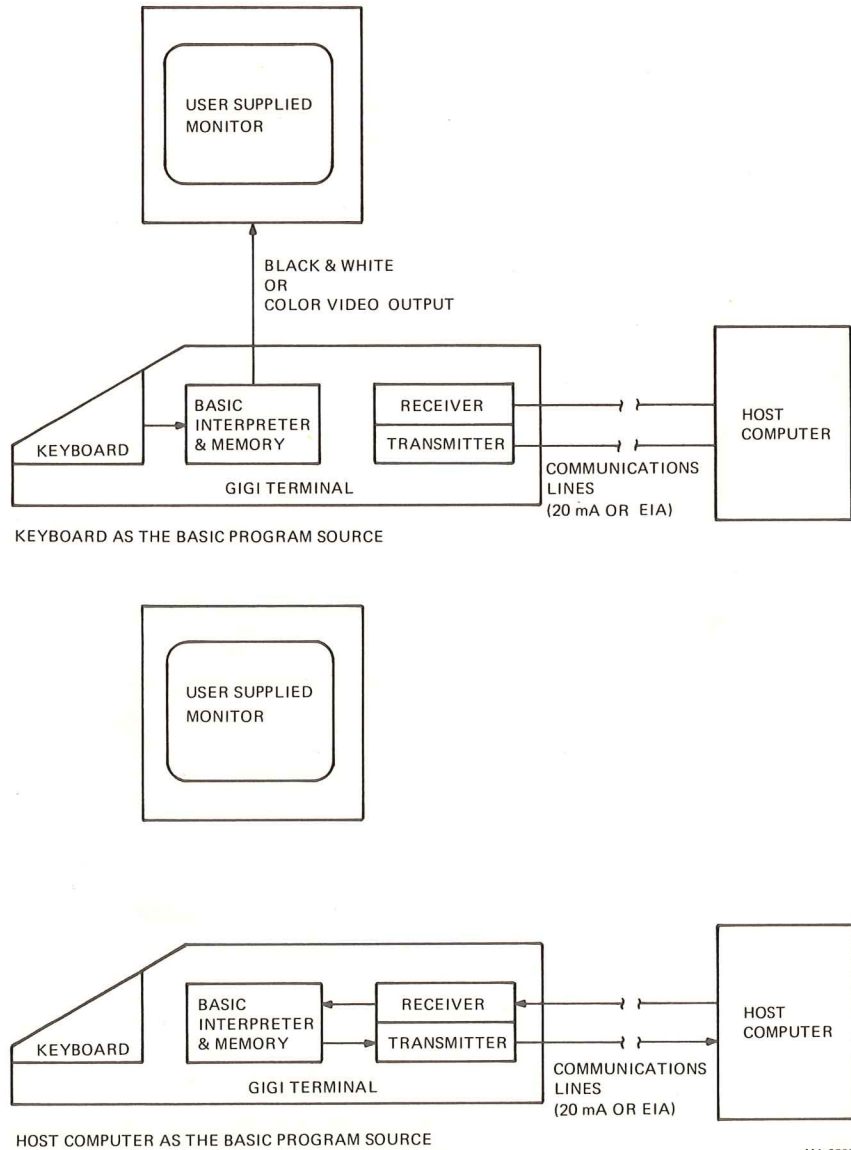 USER SUPPLIED
MONITOR
BLACK & WHITE
OR
COLOR VIDEO OUTPUT
KEYBOARD
BASIC
INTERPRETER
& MEMORY
RECEIVER
TRANSMITTER
GIGI TERMINAL
COMMUNICATIONS
LINES
(20 mA OR EIA)
HOST
COMPUTER
KEYBOARD AS THE BASIC PROGRAM SOURCE
USER SUPPLIED
MONITOR
KEYBOARD
BASIC
INTERPRETER
& MEMORY
RECEIVER
TRANSMITTER
GIGI TERMINAL
COMMUNICATIONS
LINES
(20 mA OR EIA)
HOST
COMPUTER
HOST COMPUTER AS THE BASIC PROGRAM SOURCE